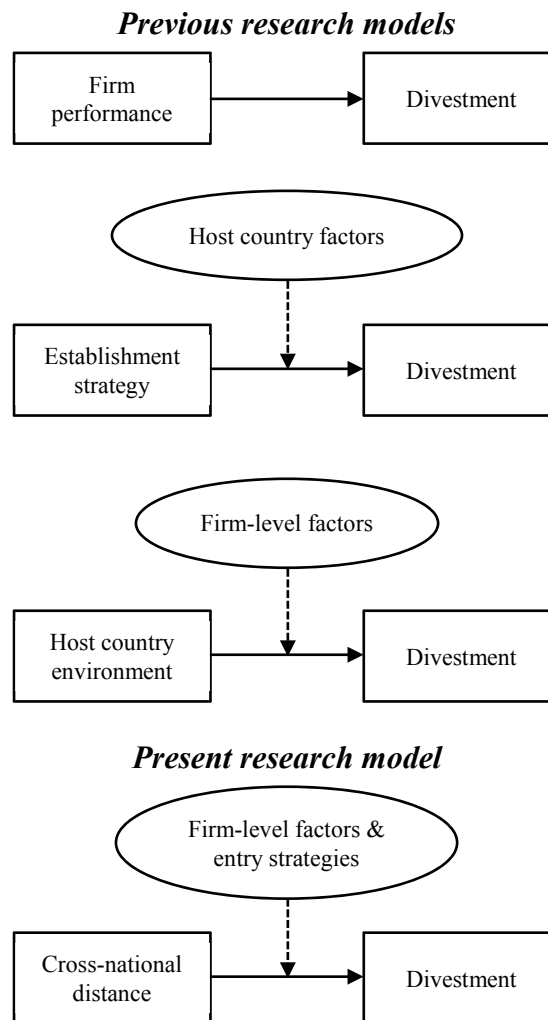 Previous research models
Firm
performance
Divestment
Host country factors
Establishment
strategy
Divestment
Firm-level factors
Host country
environment
Divestment
Present research model
Firm-level factors &
entry strategies
Cross-national
distance
Divestment